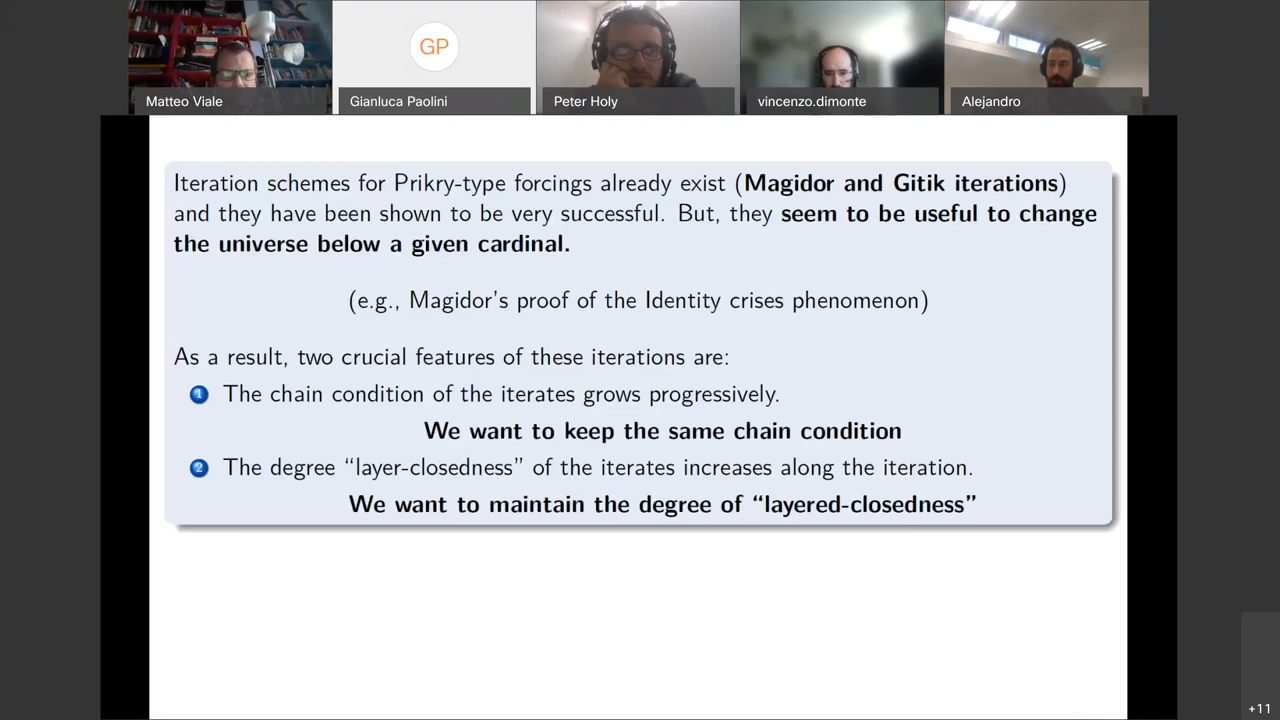 GP
Matteo Viale
Gianluca Paolini
Peter Holy
vincenzo.dimonte
Alejandro
Iteration schemes for Prikry-type forcings already exist (Magidor and Gitik iterations)
and they have been shown to be very successful. But, they seem to be useful to change
the universe below a given cardinal.
(e.g., Magidor's proof of the Identity crises phenomenon)
As a result, two crucial features of these iterations are:
1 The chain condition of the iterates grows progressively.
We want to keep the same chain condition
2 The degree “layer-closedness” of the iterates increases along the iteration.
We want to maintain the degree of “layered-closedness”
+11